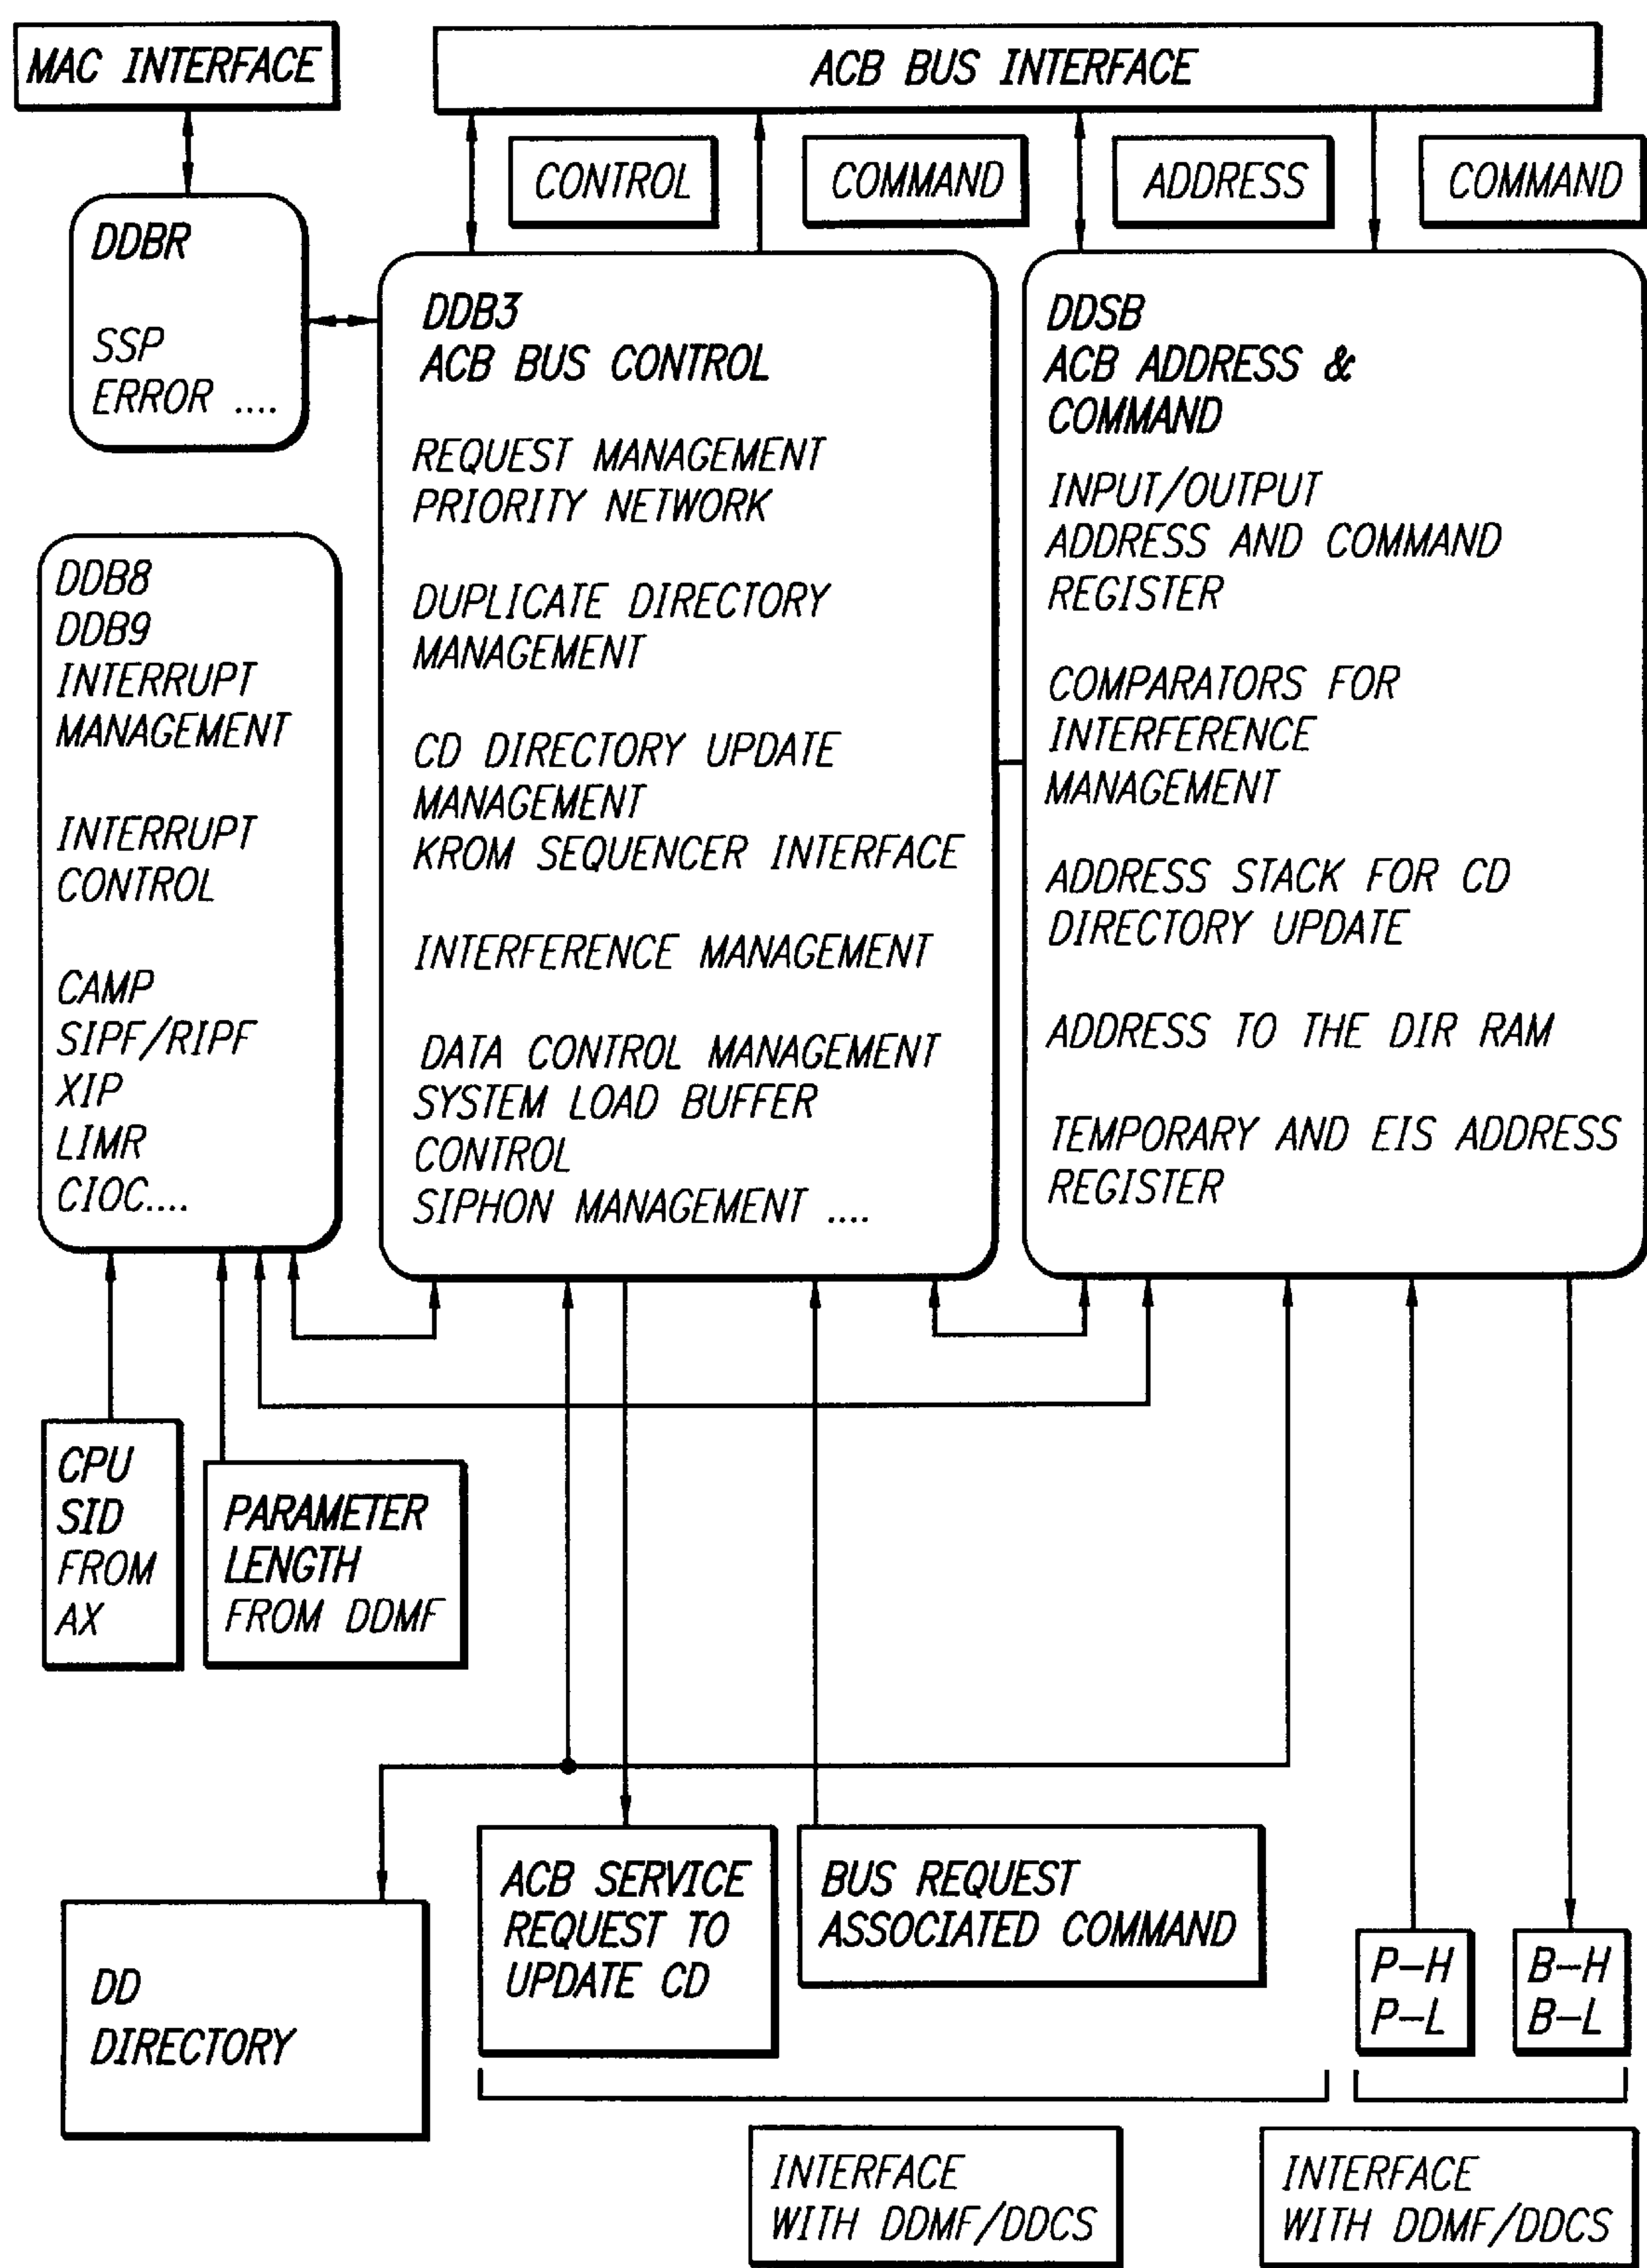 MAC INTERFACE
ACB BUS INTERFACE
CONTROL
COMMAND
ADDRESS
COMMAND
DDBR
SSP
ERROR ....
DDB3
ACB BUS CONTROL
REQUEST MANAGEMENT
PRIORITY NETWORK
DUPLICATE DIRECTORY
MANAGEMENT
CD DIRECTORY UPDATE
MANAGEMENT
KROM SEQUENCER INTERFACE
INTERFERENCE MANAGEMENT
DATA CONTROL MANAGEMENT
SYSTEM LOAD BUFFER
CONTROL
SIPHON MANAGEMENT ....
DDSB
ACB ADDRESS &
COMMAND
INPUT/OUTPUT
ADDRESS AND COMMAND
REGISTER
COMPARATORS FOR
INTERFERENCE
MANAGEMENT
ADDRESS STACK FOR CD
DIRECTORY UPDATE
ADDRESS TO THE DIR RAM
TEMPORARY AND EIS ADDRESS
REGISTER
DDB8
DDB9
INTERRUPT
MANAGEMENT
INTERRUPT
CONTROL
CAMP
SIPF/RIPF
XIP
LIMR
CIOC....
CPU
SID
FROM
AX
PARAMETER
LENGTH
FROM DDMF
DD
DIRECTORY
ACB SERVICE
REQUEST TO
UPDATE CD
BUS REQUEST
ASSOCIATED COMMAND
P-H
P-L
B-H
B-L
INTERFACE
WITH DDMF/DDCS
INTERFACE
WITH DDMF/DDCS